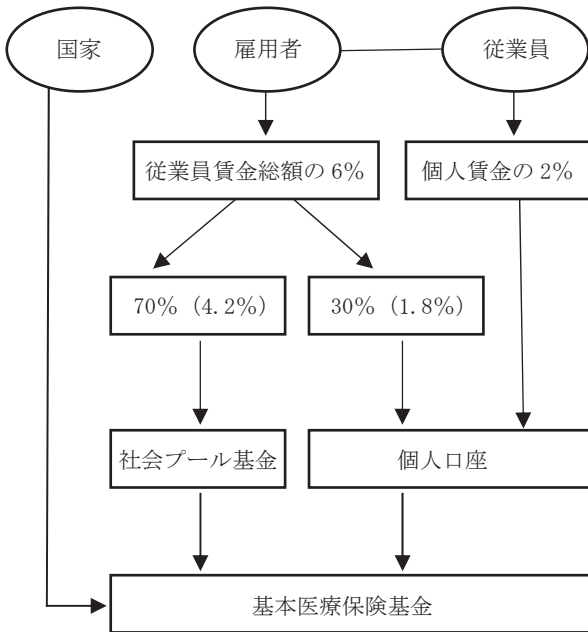 国家
雇用者
従業員
従業員賃金総額の 6%
個人賃金の 2%
70% (4.2%)
30% (1.8%)
社会プール基金
個人口座
基本医療保険基金